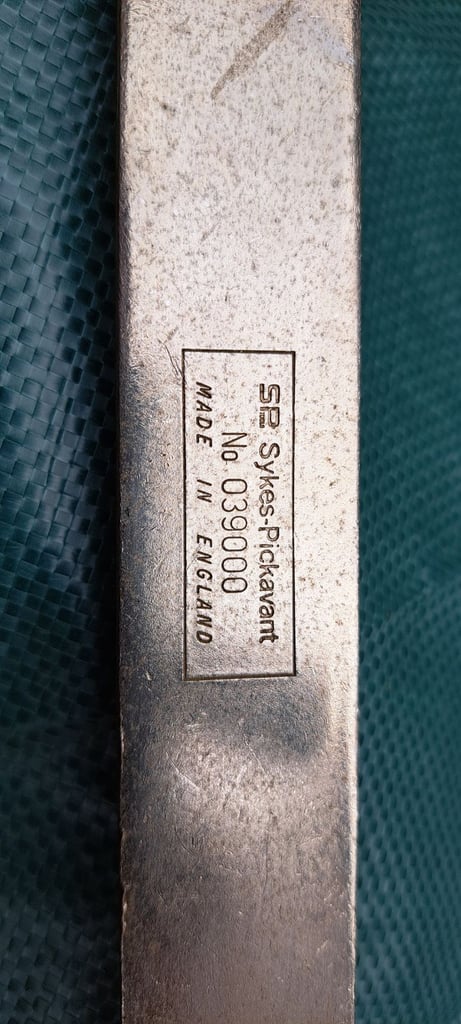 SP Sykes-Pickavant
No 039000
MADE IN ENGLAND